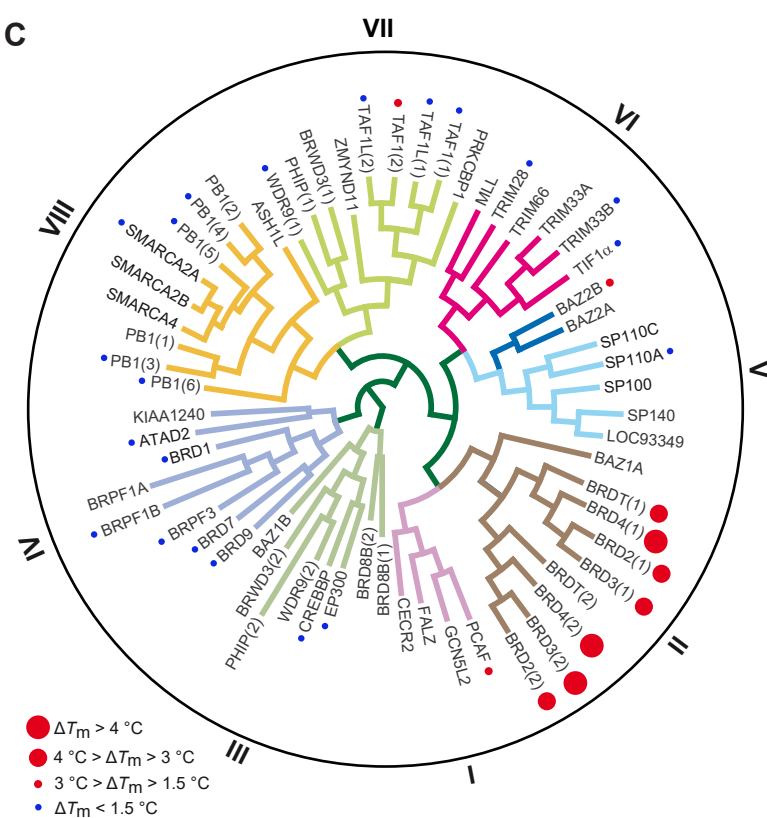 C
VII
VI
V
II
I
III
IV
VIII
TAF1L(2)
TAF1(2)
TAF1L(1)
TAF1(1)
PRKCBP1
MLL
TRIM28
TRIM66
TRIM33A
TRIM33B
TIF1α
BAZ2B
BAZ2A
SP110C
SP110A
SP100
SP140
LOC93349
BAZ1A
BRDT(1)
BRD4(1)
BRD2(1)
BRD3(1)
BRDT(2)
BRD4(2)
BRD3(2)
BRD2(2)
PCAF
GCN5L2
FALZ
CECR2
BRD8B(1)
BRD8B(2)
EP300
CREBBP
WDR9(2)
PHIP(2)
BRWD3(2)
BAZ1B
BRD9
BRD7
BRPF3
BRPF1B
BRPF1A
BRD1
ATAD2
KIAA1240
PB1(6)
PB1(3)
PB1(1)
SMARCA4
SMARCA2B
SMARCA2A
PB1(5)
PB1(4)
PB1(2)
ASH1L
WDR9(1)
PHIP(1)
BRWD3(1)
ZMYND11
ΔTm > 4 °C
4 °C > ΔTm > 3 °C
3 °C > ΔTm > 1.5 °C
ΔTm < 1.5 °C